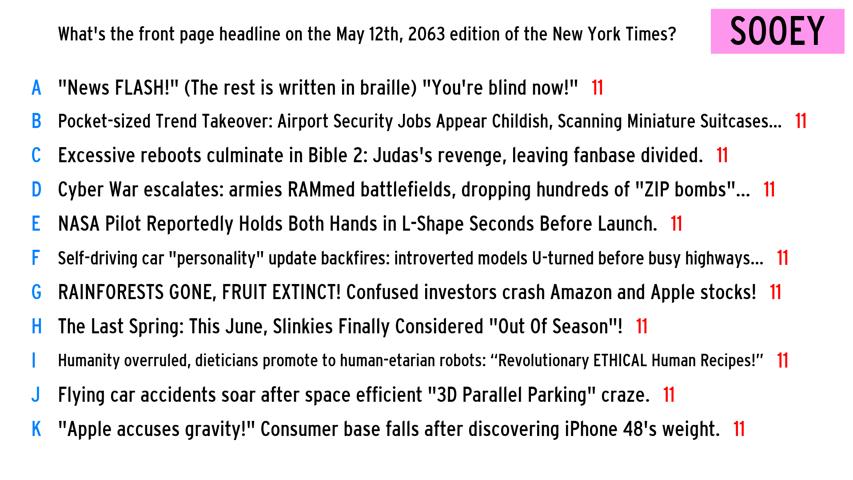 What's the front page headline on the May 12th, 2063 edition of the New York Times?
SOOEY
A "News FLASH!" (The rest is written in braille) "You're blind now!" 11
B Pocket-sized Trend Takeover: Airport Security Jobs Appear Childish, Scanning Miniature Suitcases... 11
C Excessive reboots culminate in Bible 2: Judas's revenge, leaving fanbase divided. 11
D Cyber War escalates: armies RAMmed battlefields, dropping hundreds of "ZIP bombs"... 11
E NASA Pilot Reportedly Holds Both Hands in L-Shape Seconds Before Launch. 11
F Self-driving car "personality" update backfires: introverted models U-turned before busy highways... 11
G RAINFORESTS GONE, FRUIT EXTINCT! Confused investors crash Amazon and Apple stocks! 11
H The Last Spring: This June, Slinkies Finally Considered "Out Of Season"! 11
I Humanity overruled, dieticians promote to human-etarian robots: “Revolutionary ETHICAL Human Recipes!” 11
J Flying car accidents soar after space efficient "3D Parallel Parking" craze. 11
K "Apple accuses gravity!" Consumer base falls after discovering iPhone 48's weight. 11